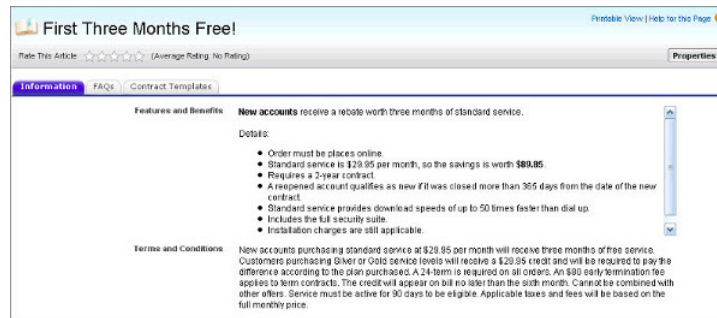 Printable View | Help for this Page
First Three Months Free!
Rate This Article (Average Rating: No Rating)
Properties
Information FAQs Contract Templates
Features and Benefits
New accounts receive a rebate worth three months of standard service.
Details:
Order must be places online.
Standard service is $29.95 per month, so the savings is worth $89.85.
Requires a 2-year contract.
A reopened account qualifies as new if it was closed more than 365 days from the date of the new
contract.
Standard service provides download speeds of up to 50 times faster than dial up.
Includes the full security suite.
Installation charges are still applicable.
Terms and Conditions
New accounts purchasing standard service at $29.95 per month will receive three months of free service.
Customers purchasing Silver or Gold service levels will receive a $29.95 credit and will be required to pay the
difference according to the plan purchased. A 24-term is required on all orders. An $80 early termination fee
applies to term contracts. The credit will appear on bill no later than the sixth month. Cannot be combined with
other offers. Service must be active for 90 days to be eligible. Applicable taxes and fees will be based on the
full monthly price.